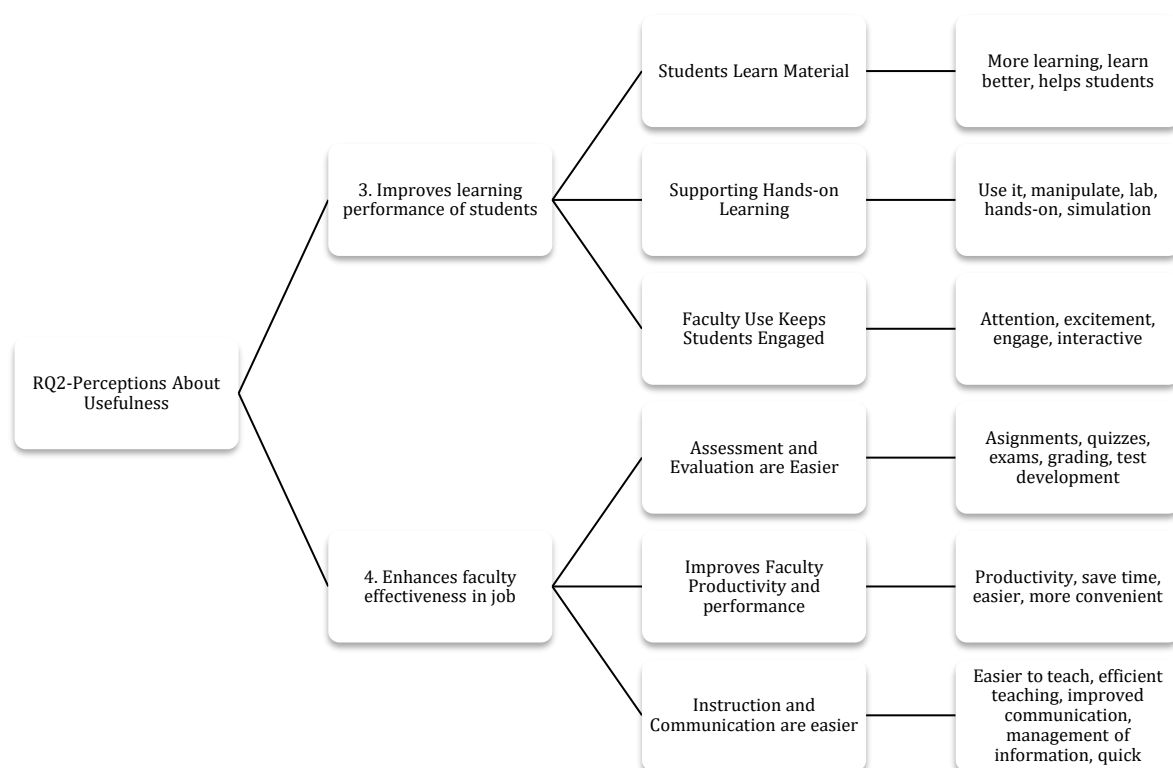 Students Learn Material
More learning, learn
better, helps students
3. Improves learning
performance of students
Supporting Hands-on
Learning
Use it, manipulate, lab,
hands-on, simulation
Faculty Use Keeps
Students Engaged
Attention, excitement,
engage, interactive
RQ2-Perceptions About
Usefulness
Assessment and
Evaluation are Easier
Asignments, quizzes,
exams, grading, test
development
4. Enhances faculty
effectiveness in job
Improves Faculty
Productivity and
performance
Productivity, save time,
easier, more convenient
Instruction and
Communication are easier
Easier to teach, efficient
teaching, improved
communication,
management of
information, quick